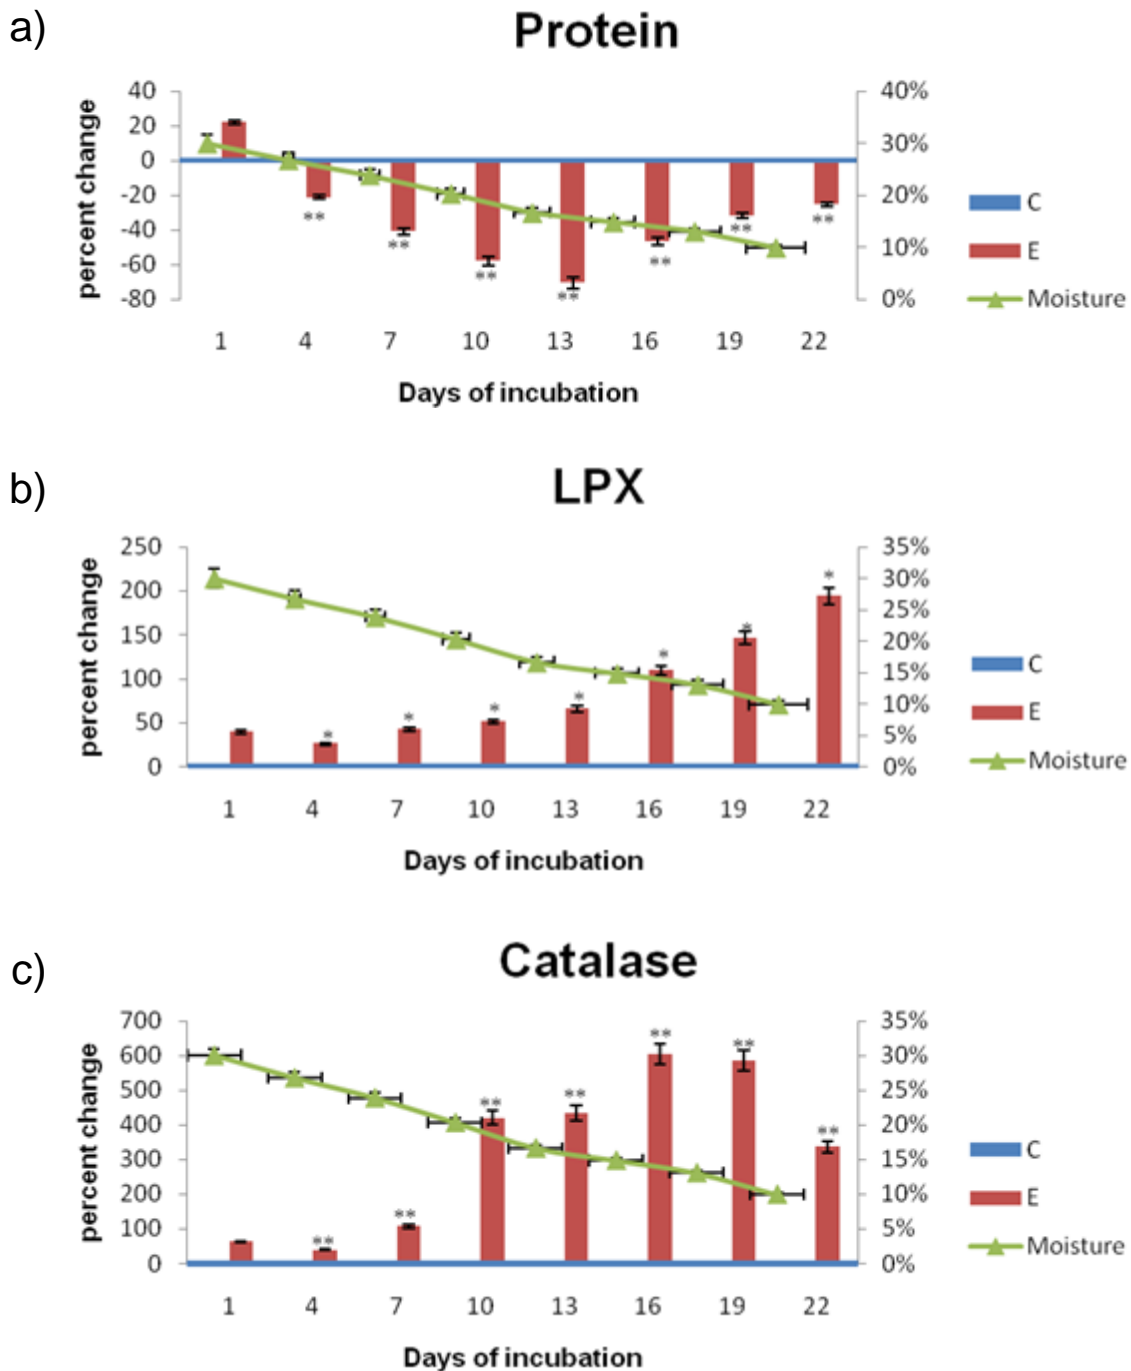 a)
Protein
percent change
40
20
0
-20
-40
-60
-80
40%
30%
20%
10%
0%
**
**
**
**
**
**
**
C
E
Moisture
1 4 7 10 13 16 19 22
Days of incubation
b)
LPX
percent change
250
200
150
100
50
0
35%
30%
25%
20%
15%
10%
5%
0%
*
*
*
*
*
*
*
C
E
Moisture
1 4 7 10 13 16 19 22
Days of incubation
c)
Catalase
percent change
700
600
500
400
300
200
100
0
35%
30%
25%
20%
15%
10%
5%
0%
**
**
**
**
**
**
**
C
E
Moisture
1 4 7 10 13 16 19 22
Days of incubation